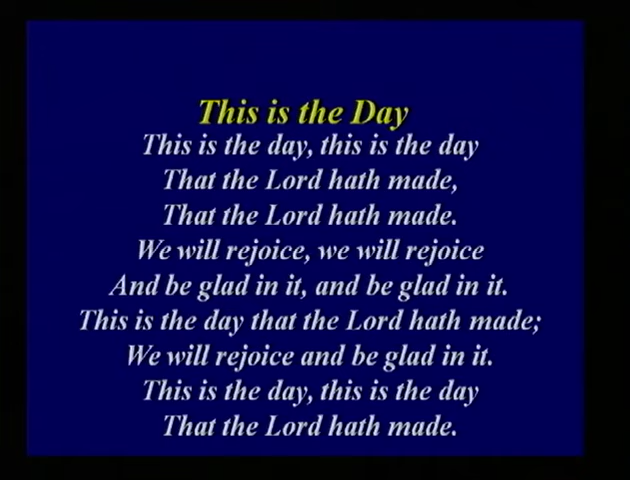 This is the Day
This is the day, this is the day
That the Lord hath made,
That the Lord hath made.
We will rejoice, we will rejoice
And be glad in it, and be glad in it.
This is the day that the Lord hath made;
We will rejoice and be glad in it.
This is the day, this is the day
That the Lord hath made.